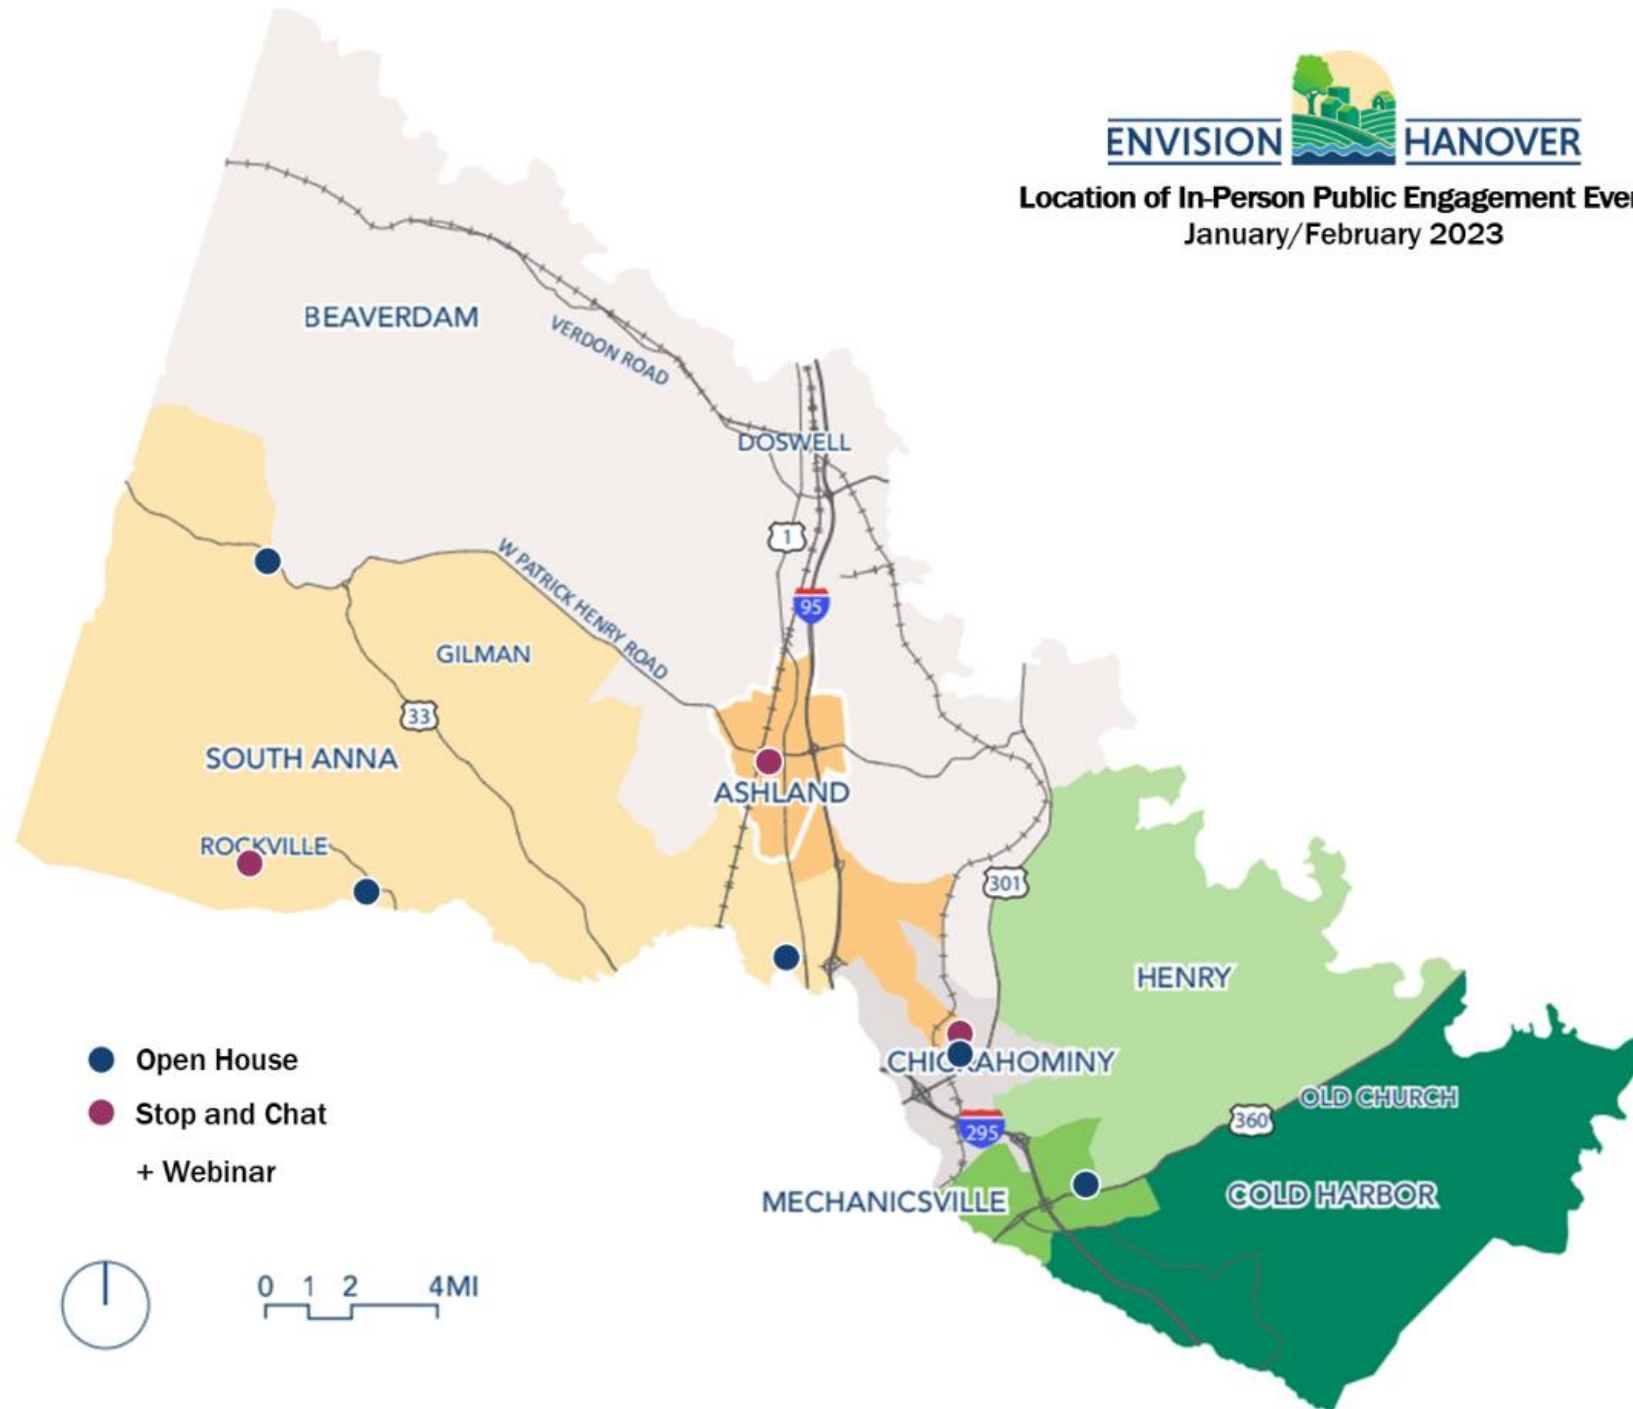 ENVISION HANOVER
Location of In-Person Public Engagement Eve
January/February 2023
BEAVERDAM
VERDON ROAD
DOSWELL
1
W PATRICK HENRY ROAD
95
GILMAN
33
SOUTH ANNA
ASHLAND
ROCKVILLE
301
HENRY
CHICKAHOMINY
Open House
Stop and Chat
+ Webinar
OLD CHURCH
360
295
MECHANICSVILLE
COLD HARBOR
0 1 2 4MI